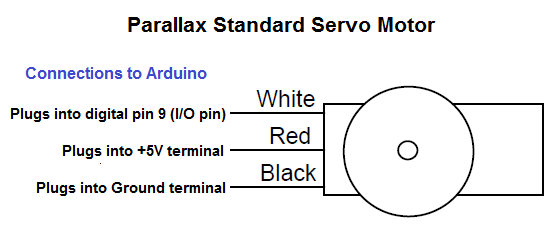 Parallax Standard Servo Motor
Connections to Arduino
White
Plugs into digital pin 9 (I/O pin)
Red
Plugs into +5V terminal
Black
Plugs into Ground terminal